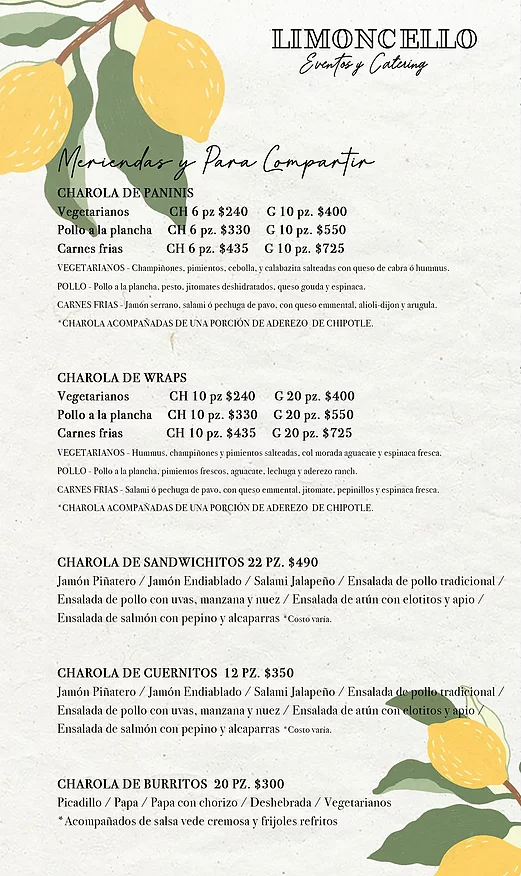 LIMONCELLO
Eventos y Catering
Meriendas y Para Compartir
CHAROLA DE PANINIS
Vegetarianos CH 6 pz $240 G 10 pz. $400
Pollo a la plancha CH 6 pz. $330 G 10 pz. $550
Carnes frias CH 6 pz. $435 G 10 pz. $725
VEGETARIANOS - Champiñones, pimientos, cebolla, y calabazita salteadas con queso de cabra ó hummus.
POLLO - Pollo a la plancha, pesto, jitomates deshidratados, queso gouda y espinaca.
CARNES FRIAS - Jamón serrano, salami ó pechuga de pavo, con queso emmental, alioli-dijon y arugula.
*CHAROLA ACOMPAÑADAS DE UNA PORCIÓN DE ADEREZO DE CHIPOTLE.
CHAROLA DE WRAPS
Vegetarianos CH 10 pz $240 G 20 pz. $400
Pollo a la plancha CH 10 pz. $330 G 20 pz. $550
Carnes frias CH 10 pz. $435 G 20 pz. $725
VEGETARIANOS - Hummus, champiñones y pimientos salteadas, col morada aguacate y espinaca fresca.
POLLO - Pollo a la plancha, pimientos frescos, aguacate, lechuga y aderezo ranch.
CARNES FRIAS - Salami ó pechuga de pavo, con queso emmental, jitomate, pepinillos y espinaca fresca.
*CHAROLA ACOMPAÑADAS DE UNA PORCIÓN DE ADEREZO DE CHIPOTLE.
CHAROLA DE SANDWICHITOS 22 PZ. $490
Jamón Piñatero / Jamón Endiablado / Salami Jalapeño / Ensalada de pollo tradicional /
Ensalada de pollo con uvas, manzana y nuez / Ensalada de atún con elotitos y apio /
Ensalada de salmón con pepino y alcaparras *Costo varia.
CHAROLA DE CUERNITOS 12 PZ. $350
Jamón Piñatero / Jamón Endiablado / Salami Jalapeño / Ensalada de pollo tradicional /
Ensalada de pollo con uvas, manzana y nuez / Ensalada de atún con elotitos y apio /
Ensalada de salmón con pepino y alcaparras *Costo varia.
CHAROLA DE BURRITOS 20 PZ. $300
Picadillo / Papa / Papa con chorizo / Deshebrada / Vegetarianos
*Acompañados de salsa vede cremosa y frijoles refritos